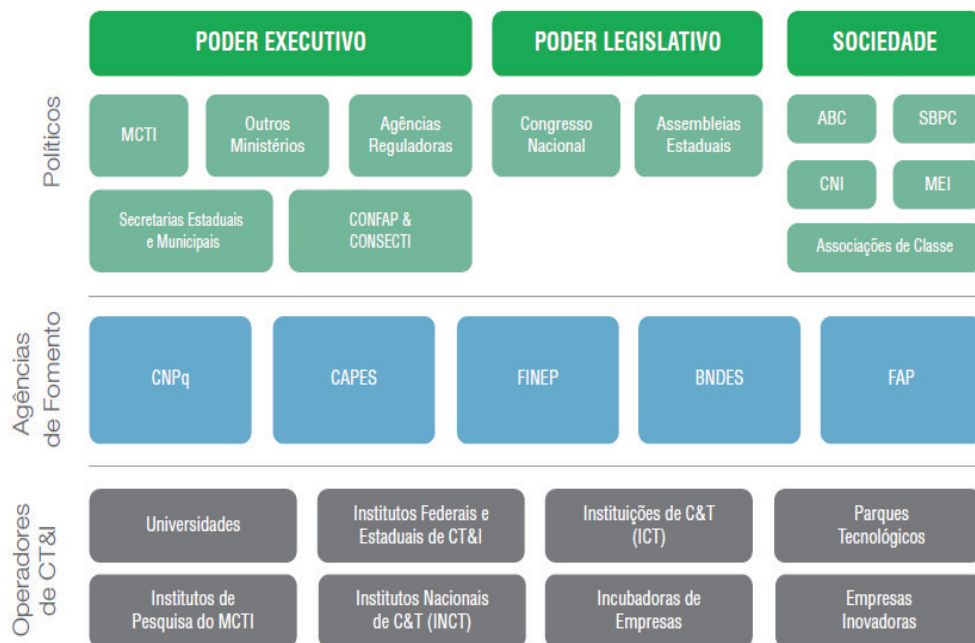 PODER EXECUTIVO
PODER LEGISLATIVO
SOCIEDADE
Políticos
MCTI
Outros
Ministérios
Agências
Reguladoras
Congresso
Nacional
Assembleias
Estaduais
ABC
SBPC
CNI
MEI
Secretarias Estaduais
e Municipais
CONFAP &
CONSECTI
Associações de Classe
Agências
de Fomento
CNPq
CAPES
FINEP
BNDES
FAP
Operadores
de CT&I
Universidades
Institutos Federais e
Estaduais de CT&I
Instituições de C&T
(ICT)
Parques
Tecnológicos
Institutos de
Pesquisa do MCTI
Institutos Nacionais
de C&T (INCT)
Incubadoras de
Empresas
Empresas
Inovadoras